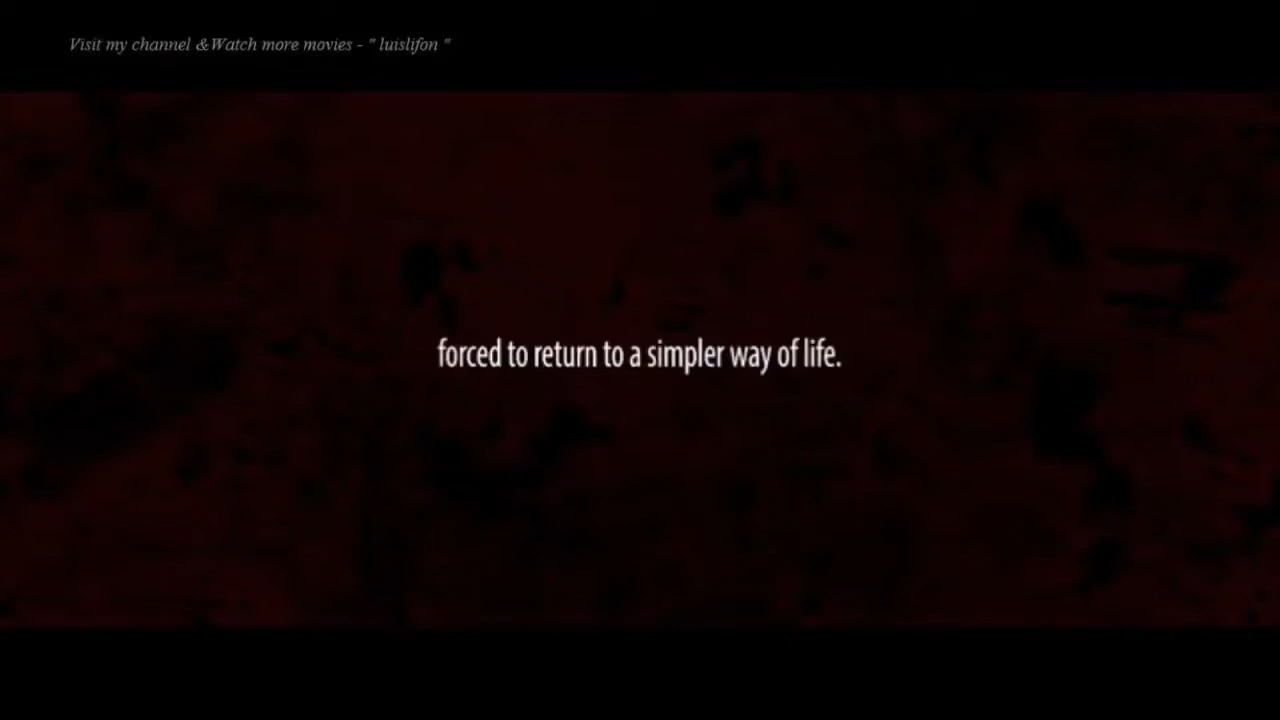 Visit my channel &Watch more movies - " luislifon "
forced to return to a simpler way of life.